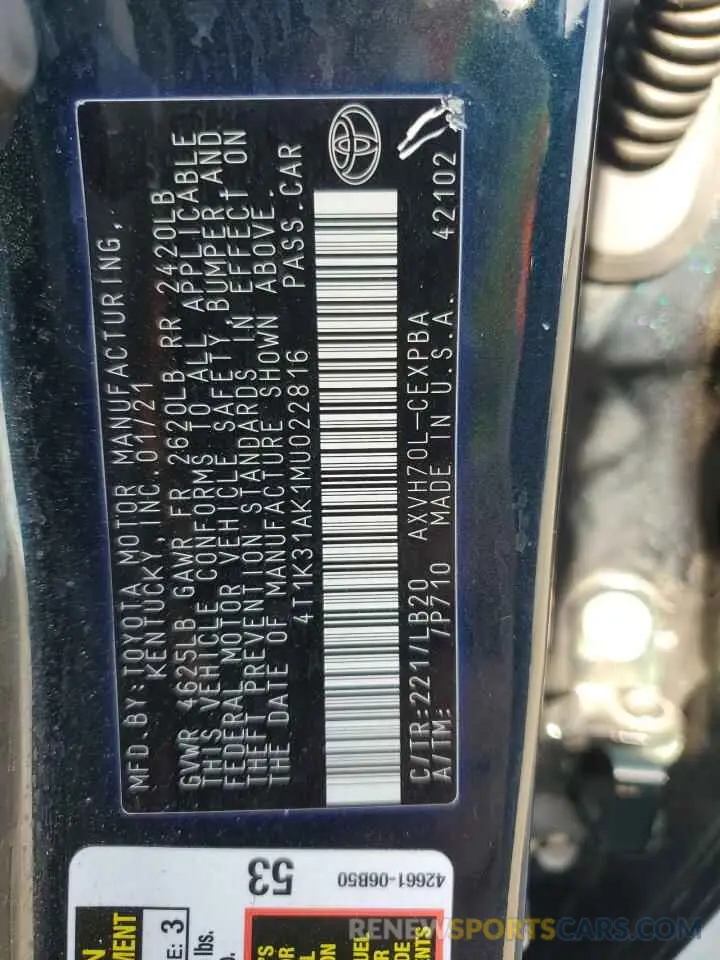 MFD.BY:TOYOTA MOTOR MANUFACTURING,
KENTUCKY,INC. 01/21
GVWR 4625LB GAWR FR 2620LB RR 2420LB
THIS VEHICLE CONFORMS TO ALL APPLICABLE
FEDERAL MOTOR VEHICLE SAFETY, BUMPER AND
THEFT PREVENTION STANDARDS IN EFFECT ON
THE DATE OF MANUFACTURE SHOWN ABOVE.
4T1K31AK1MU022816 PASS.CAR
C/TR:221/LB20 AXVH70L-CEXPBA
A/TM: /P710 MADE IN U.S.A. 42102
53
42661-06B50
MENT
E: 3
lbs.
RENEWSPORTSCARS.COM